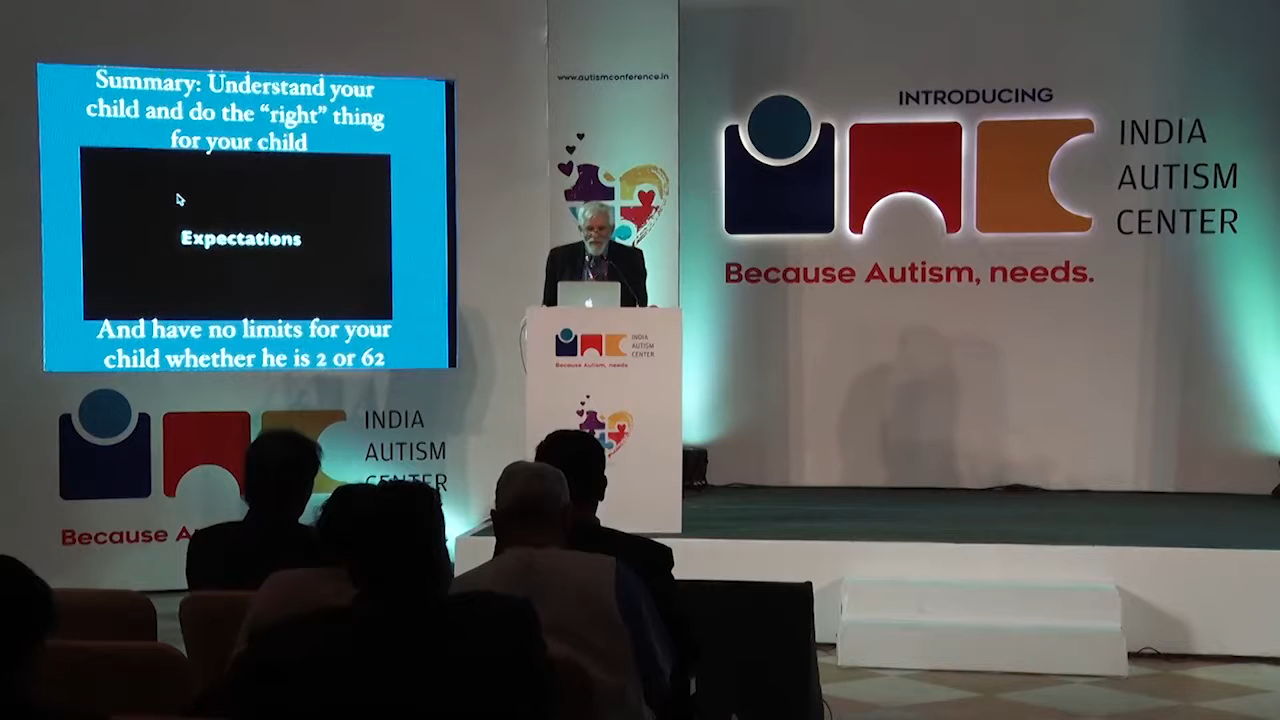 Summary: Understand your
child and do the “right” thing
for your child
Expectations
And have no limits for your
child whether he is 2 or 62
www.autismconference.in
INTRODUCING
INDIA
AUTISM
CENTER
Because Autism, needs.
INDIA
AUTISM
CENTER
Because Autism, needs.
INDIA
AUTISM
CENTER
Because A